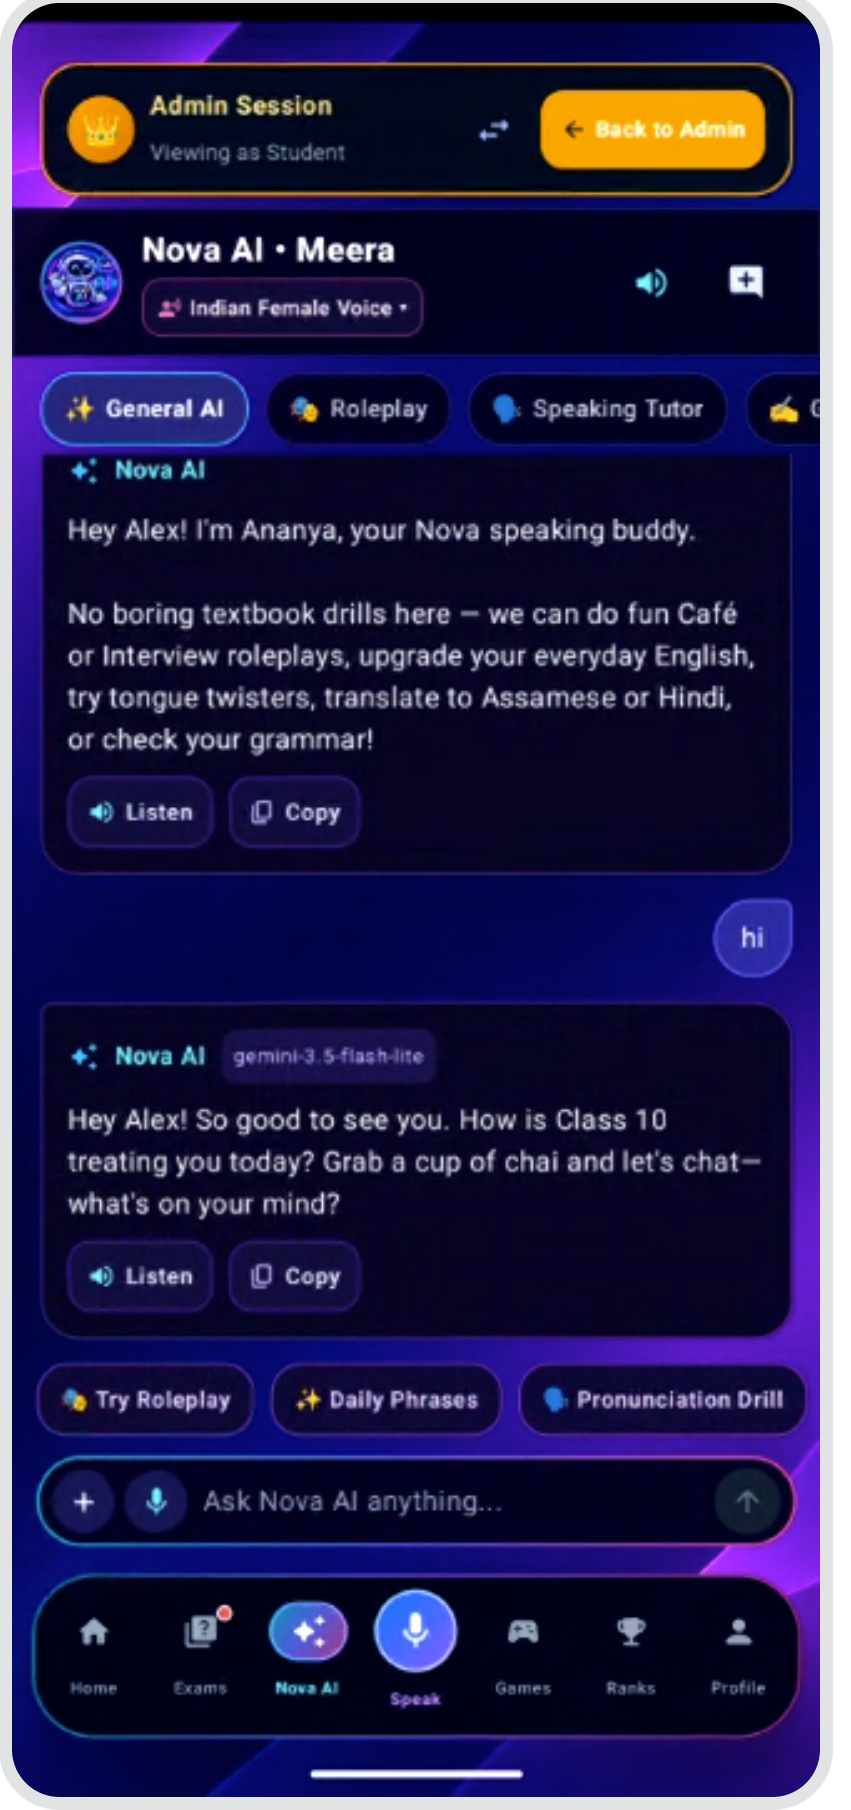 Admin Session
Viewing as Student
← Back to Admin
Nova AI • Meera
Indian Female Voice
General AI
Roleplay
Speaking Tutor
Nova AI
Hey Alex! I'm Ananya, your Nova speaking buddy.
No boring textbook drills here — we can do fun Café
or Interview roleplays, upgrade your everyday English,
try tongue twisters, translate to Assamese or Hindi,
or check your grammar!
Listen
Copy
hi
Nova AI gemini-3.5-flash-lite
Hey Alex! So good to see you. How is Class 10
treating you today? Grab a cup of chai and let's chat—
what's on your mind?
Listen
Copy
Try Roleplay
Daily Phrases
Pronunciation Drill
Ask Nova AI anything...
Home
Exams
Nova AI
Speak
Games
Ranks
Profile